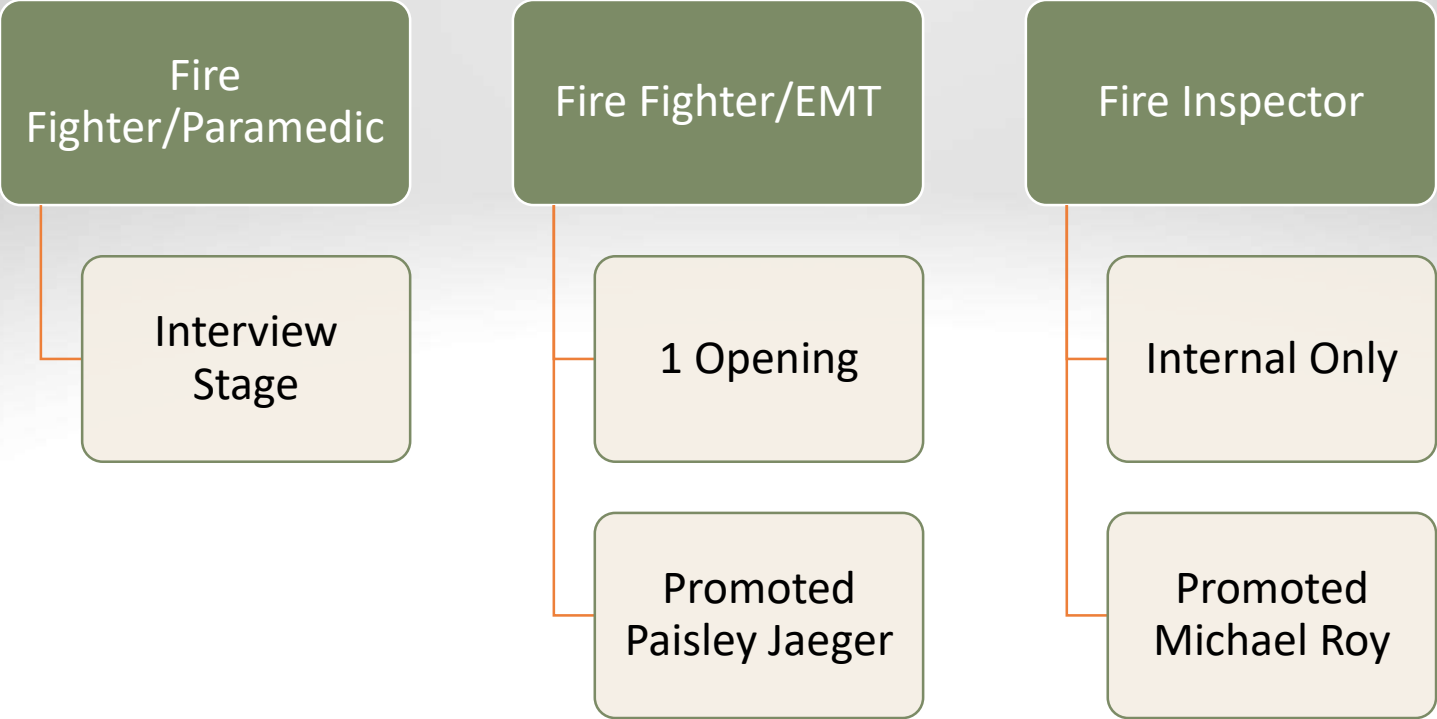 Fire
Fighter/Paramedic
Interview
Stage
Fire Fighter/EMT
1 Opening
Promoted
Paisley Jaeger
Fire Inspector
Internal Only
Promoted
Michael Roy